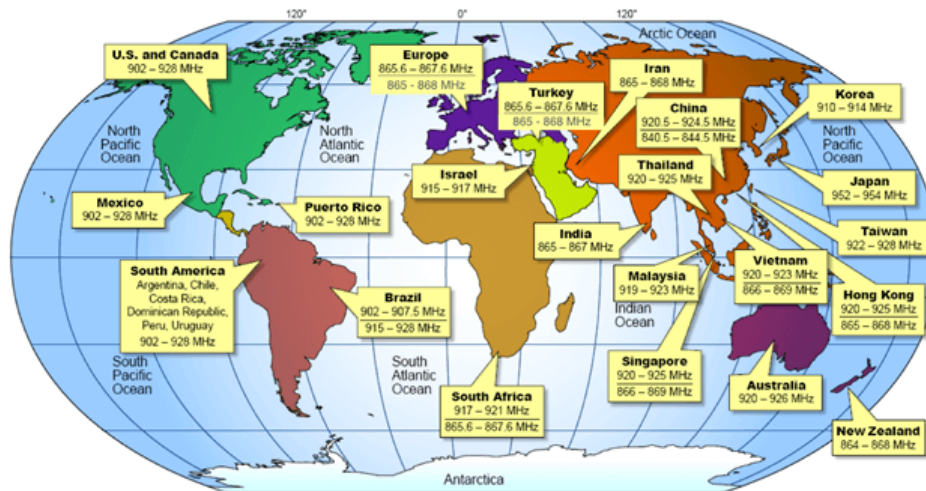 120°
0°
120°
Arctic Ocean
U.S. and Canada
902 – 928 MHz
Europe
865.6 – 867.6 MHz
865 - 868 MHz
Turkey
865.6 – 867.6 MHz
865 - 868 MHz
Iran
865 – 868 MHz
China
920.5 – 924.5 MHz
840.5 – 844.5 MHz
Korea
910 – 914 MHz
North
Pacific
Ocean
North
Atlantic
Ocean
North
Pacific
Ocean
Israel
915 – 917 MHz
Thailand
920 – 925 MHz
Japan
952 – 954 MHz
Mexico
902 – 928 MHz
Puerto Rico
902 – 928 MHz
India
865 – 867 MHz
Taiwan
922 – 928 MHz
South America
Argentina, Chile,
Costa Rica,
Dominican Republic,
Peru, Uruguay
902 – 928 MHz
Brazil
902 – 907.5 MHz
915 – 928 MHz
Malaysia
919 – 923 MHz
Indian
Ocean
Vietnam
920 – 923 MHz
866 – 869 MHz
Hong Kong
920 – 925 MHz
865 – 868 MHz
South
Pacific
Ocean
South
Atlantic
Ocean
Singapore
920 – 925 MHz
866 – 869 MHz
Australia
920 – 926 MHz
South Africa
917 – 921 MHz
865.6 – 867.6 MHz
New Zealand
864 – 868 MHz
Antarctica